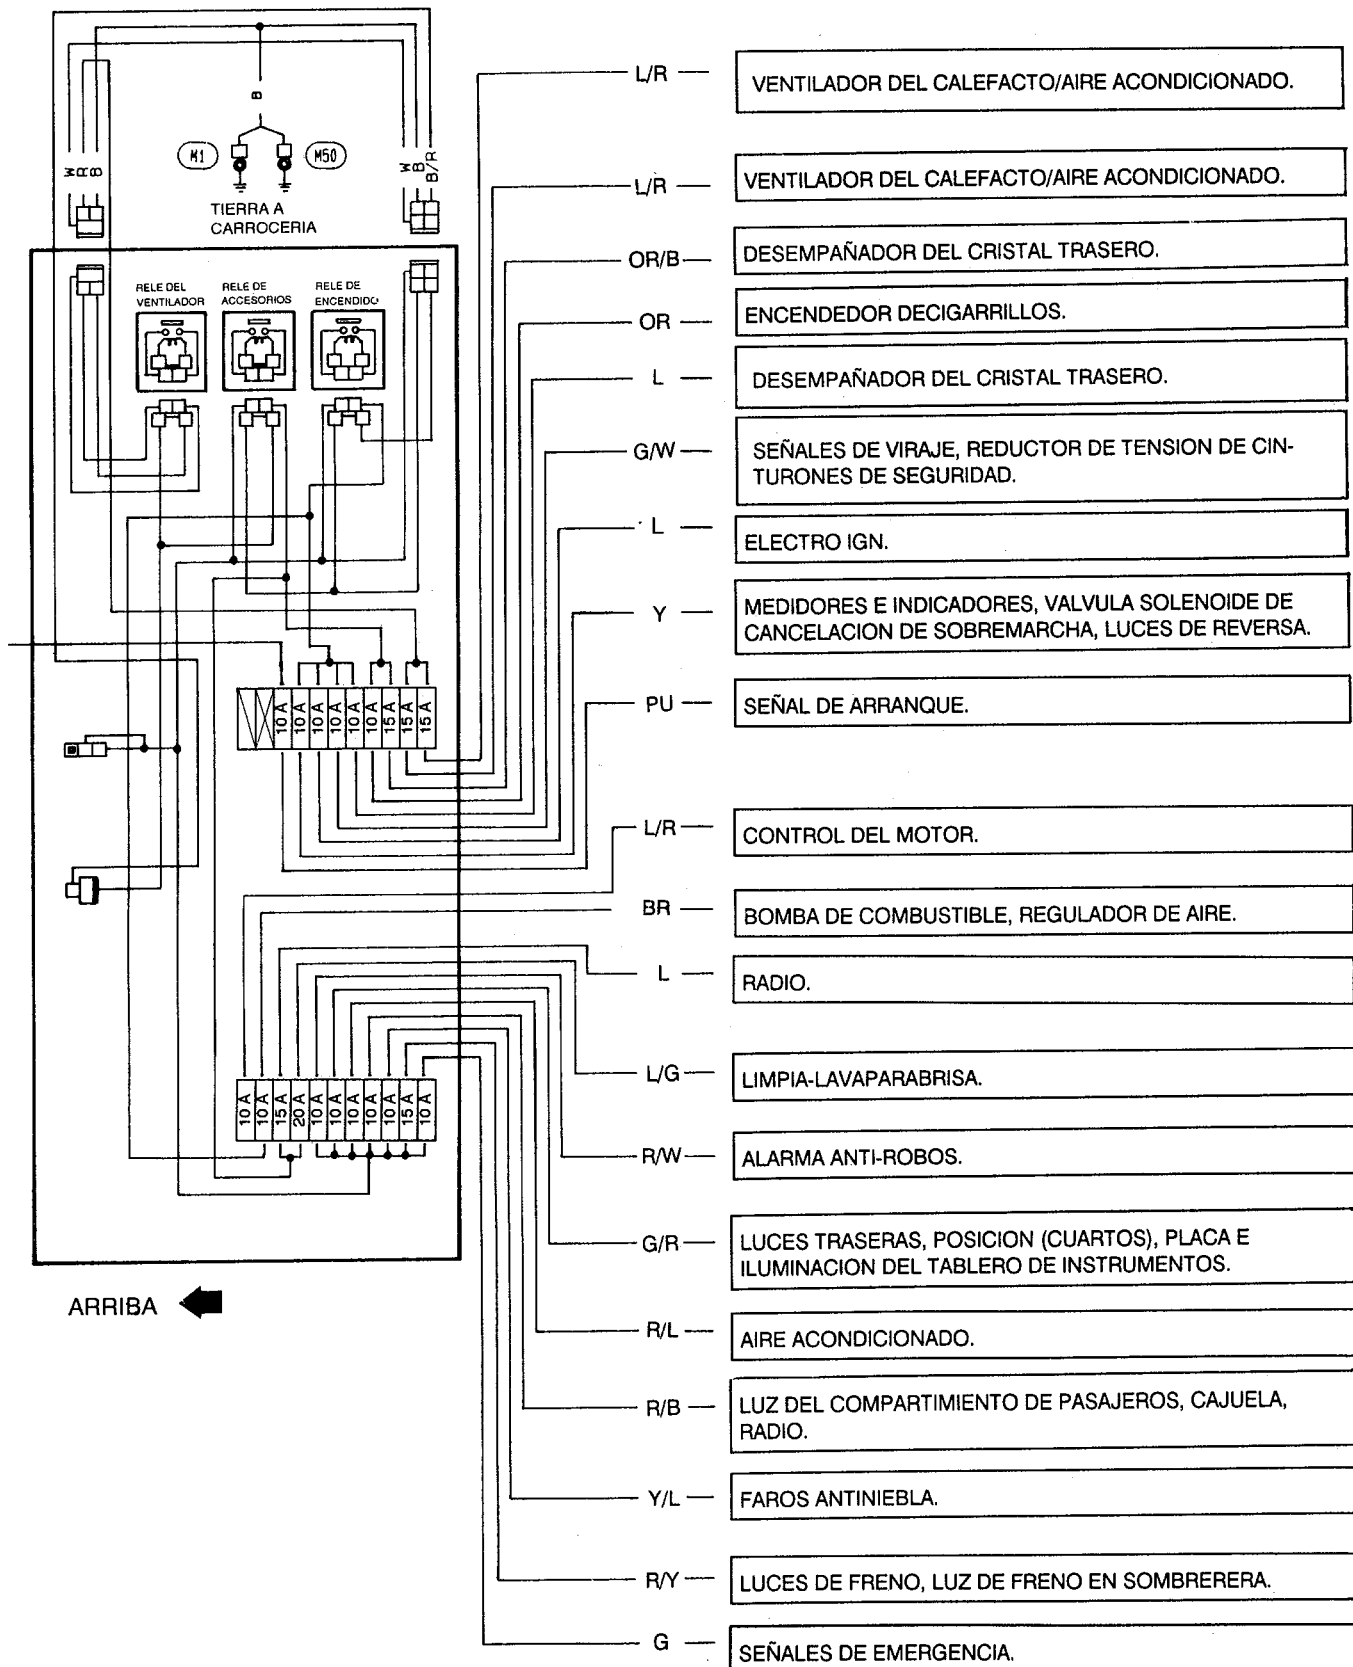 B
W
R
B
M1
M50
W
B
B/R
TIERRA A
CARROCERIA
RELE DEL
VENTILADOR
RELE DE
ACCESORIOS
RELE DE
ENCENDIDO
10 A
10 A
10 A
10 A
10 A
10 A
15 A
15 A
15 A
10 A
10 A
15 A
20 A
10 A
10 A
10 A
10 A
10 A
15 A
10 A
ARRIBA
L/R
VENTILADOR DEL CALEFACTO/AIRE ACONDICIONADO.
L/R
VENTILADOR DEL CALEFACTO/AIRE ACONDICIONADO.
OR/B
DESEMPAÑADOR DEL CRISTAL TRASERO.
OR
ENCENDEDOR DECIGARRILLOS.
L
DESEMPAÑADOR DEL CRISTAL TRASERO.
G/W
SEÑALES DE VIRAJE, REDUCTOR DE TENSION DE CIN-
TURONES DE SEGURIDAD.
L
ELECTRO IGN.
Y
MEDIDORES E INDICADORES, VALVULA SOLENOIDE DE
CANCELACION DE SOBREMARCHA, LUCES DE REVERSA.
PU
SEÑAL DE ARRANQUE.
L/R
CONTROL DEL MOTOR.
BR
BOMBA DE COMBUSTIBLE, REGULADOR DE AIRE.
L
RADIO.
L/G
LIMPIA-LAVAPARABRISA.
R/W
ALARMA ANTI-ROBOS.
G/R
LUCES TRASERAS, POSICION (CUARTOS), PLACA E
ILUMINACION DEL TABLERO DE INSTRUMENTOS.
R/L
AIRE ACONDICIONADO.
R/B
LUZ DEL COMPARTIMIENTO DE PASAJEROS, CAJUELA,
RADIO.
Y/L
FAROS ANTINIEBLA.
R/Y
LUCES DE FRENO, LUZ DE FRENO EN SOMBRERERA.
G
SEÑALES DE EMERGENCIA.